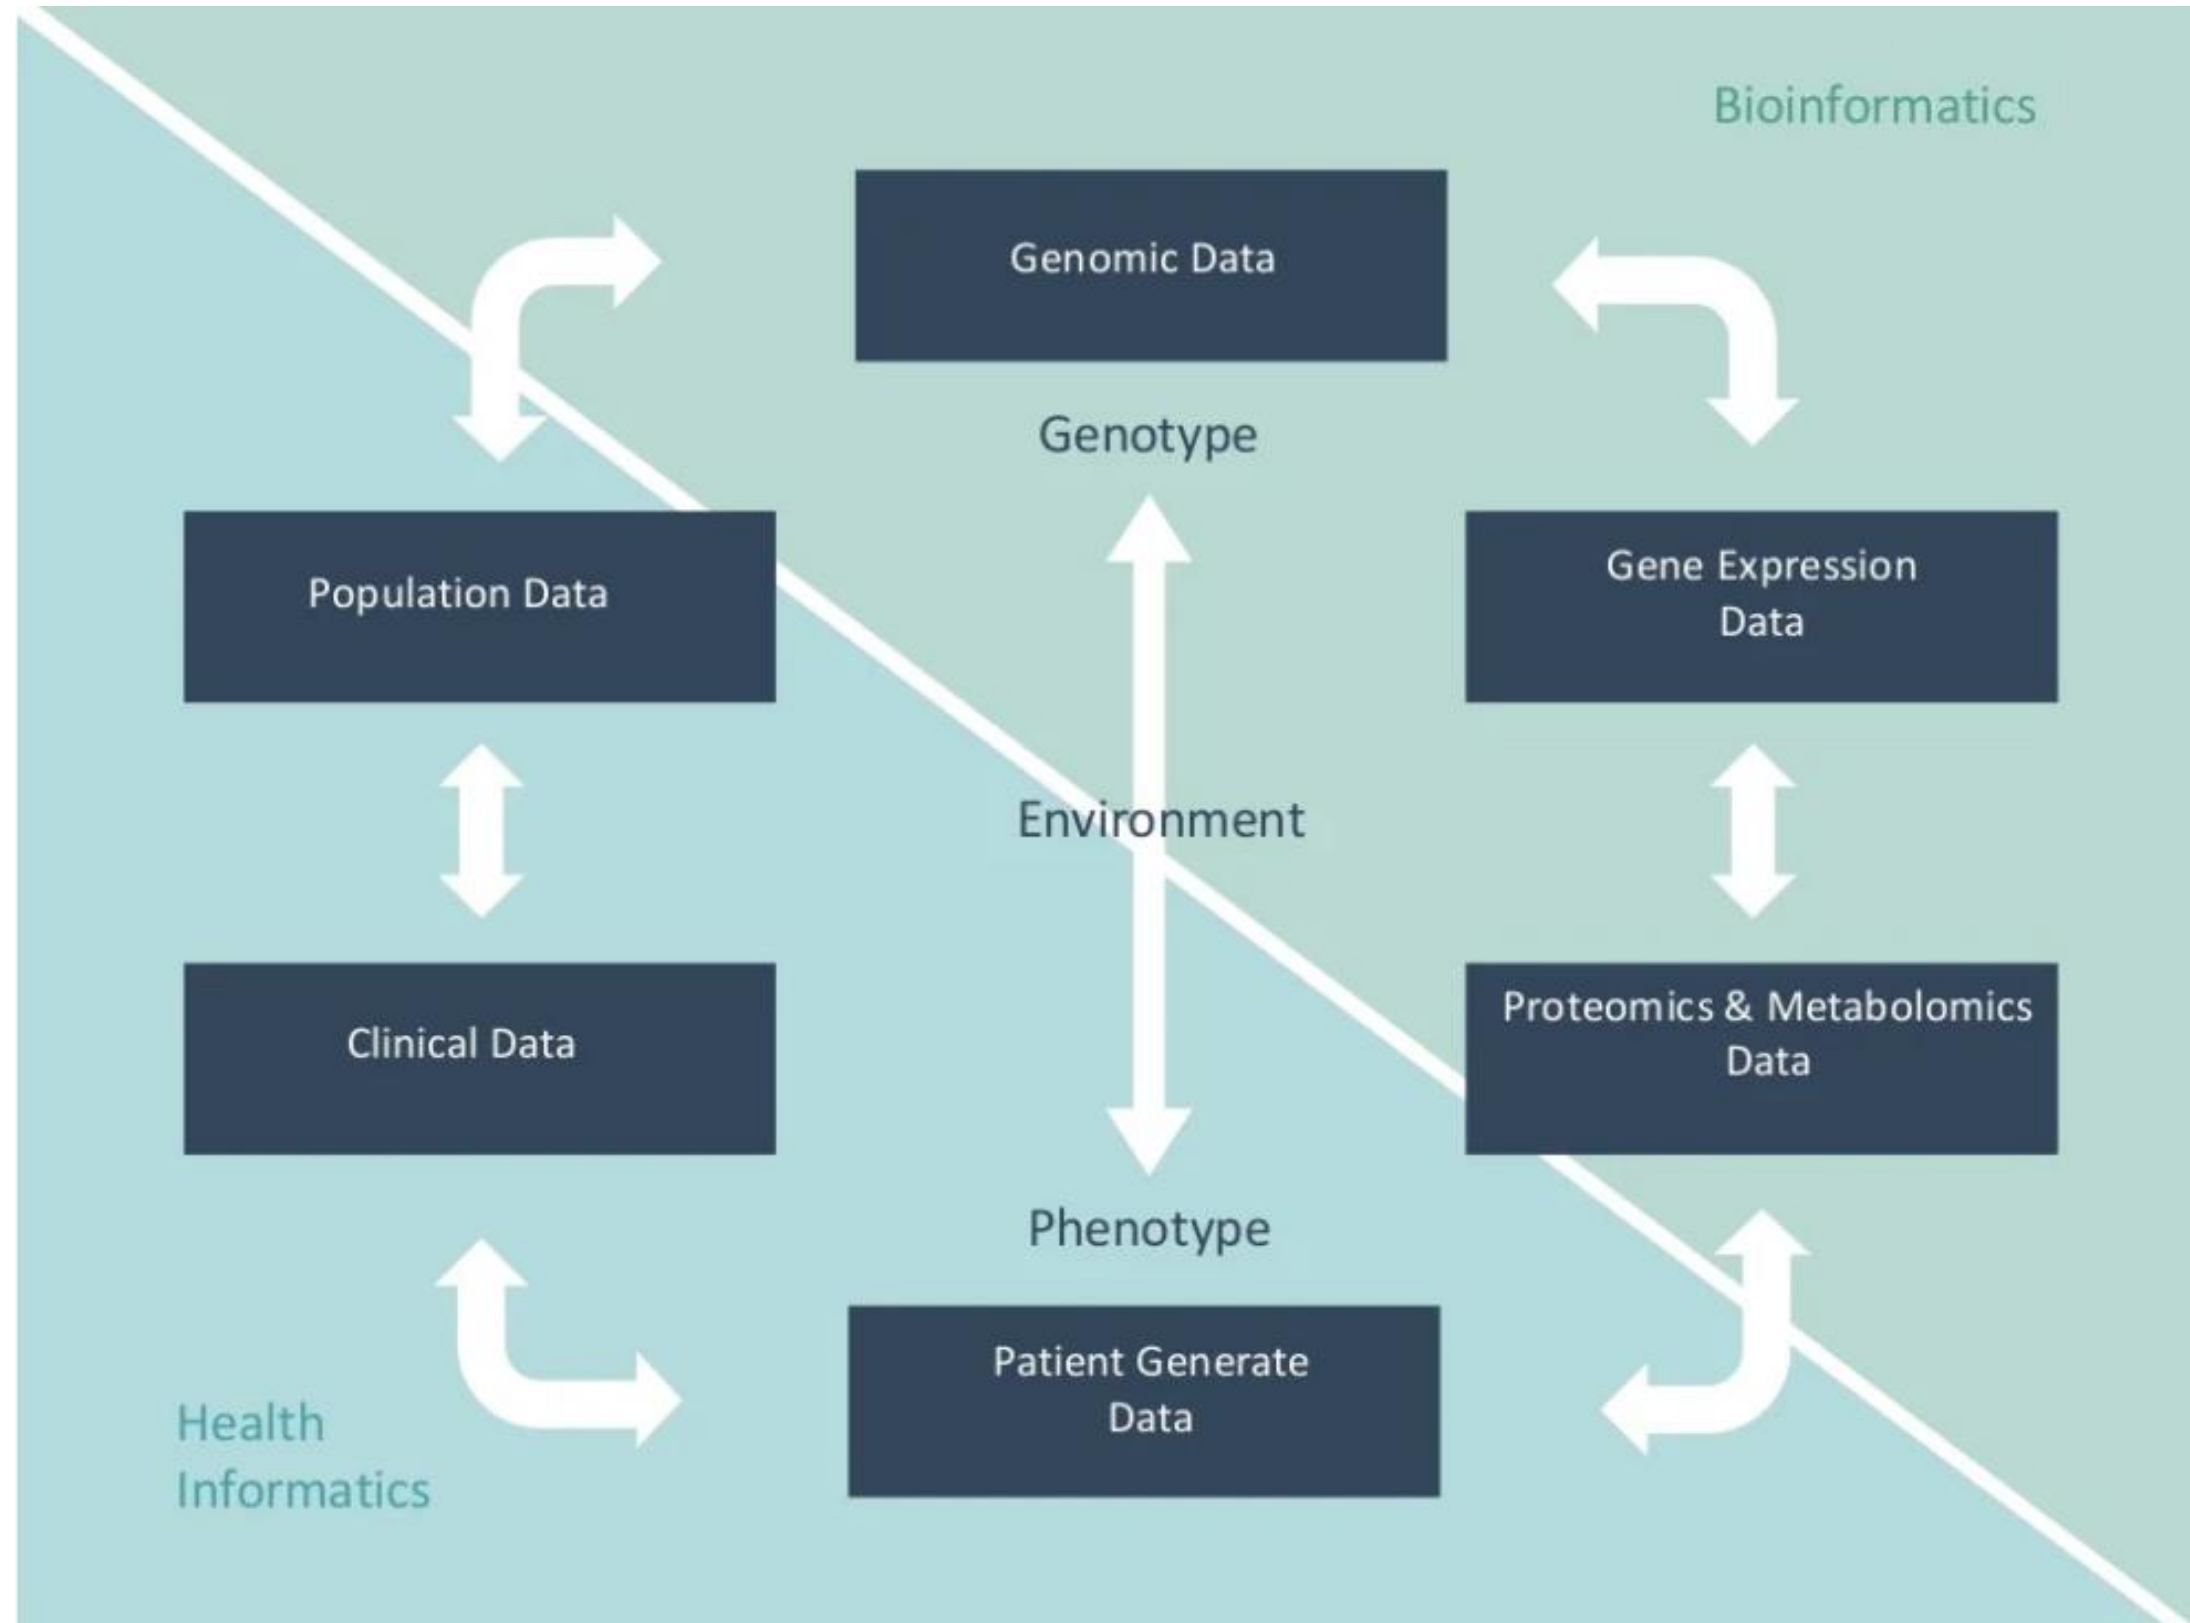 Bioinformatics
Genomic Data
Genotype
Population Data
Gene Expression
Data
Environment
Clinical Data
Proteomics & Metabolomics
Data
Phenotype
Patient Generate
Data
Health
Informatics